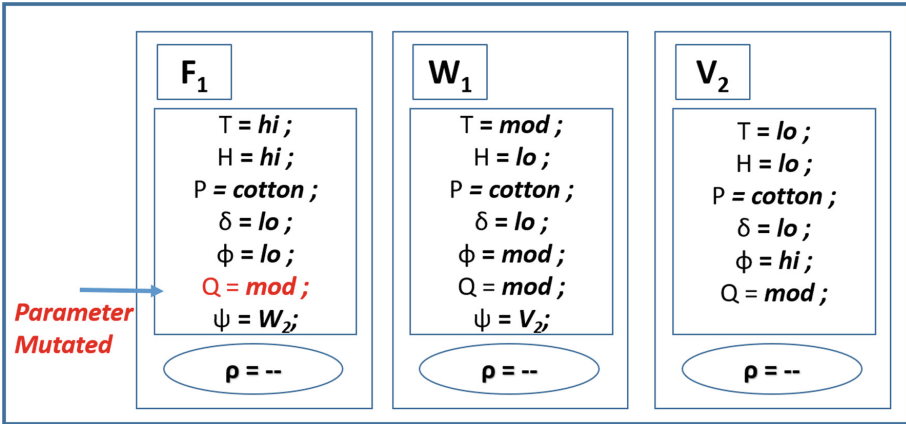 F₁
T = hi ;
H = hi ;
P = cotton ;
δ = lo ;
ϕ = lo ;
Q = mod ;
ψ = W₂;
ρ = --
Parameter
Mutated
W₁
T = mod ;
H = lo ;
P = cotton ;
δ = lo ;
ϕ = mod ;
Q = mod ;
ψ = V₂;
ρ = --
V₂
T = lo ;
H = lo ;
P = cotton ;
δ = lo ;
ϕ = hi ;
Q = mod ;
ρ = --